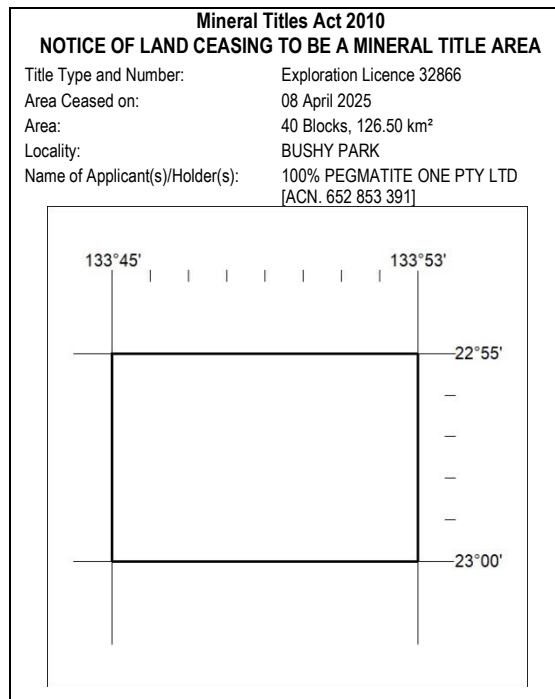 Mineral Titles Act 2010
NOTICE OF LAND CEASING TO BE A MINERAL TITLE AREA
Title Type and Number: Exploration Licence 32866
Area Ceased on: 08 April 2025
Area: 40 Blocks, 126.50 km²
Locality: BUSHY PARK
Name of Applicant(s)/Holder(s): 100% PEGMATITE ONE PTY LTD
[ACN. 652 853 391]
133°45' 133°53'
22°55'
23°00'